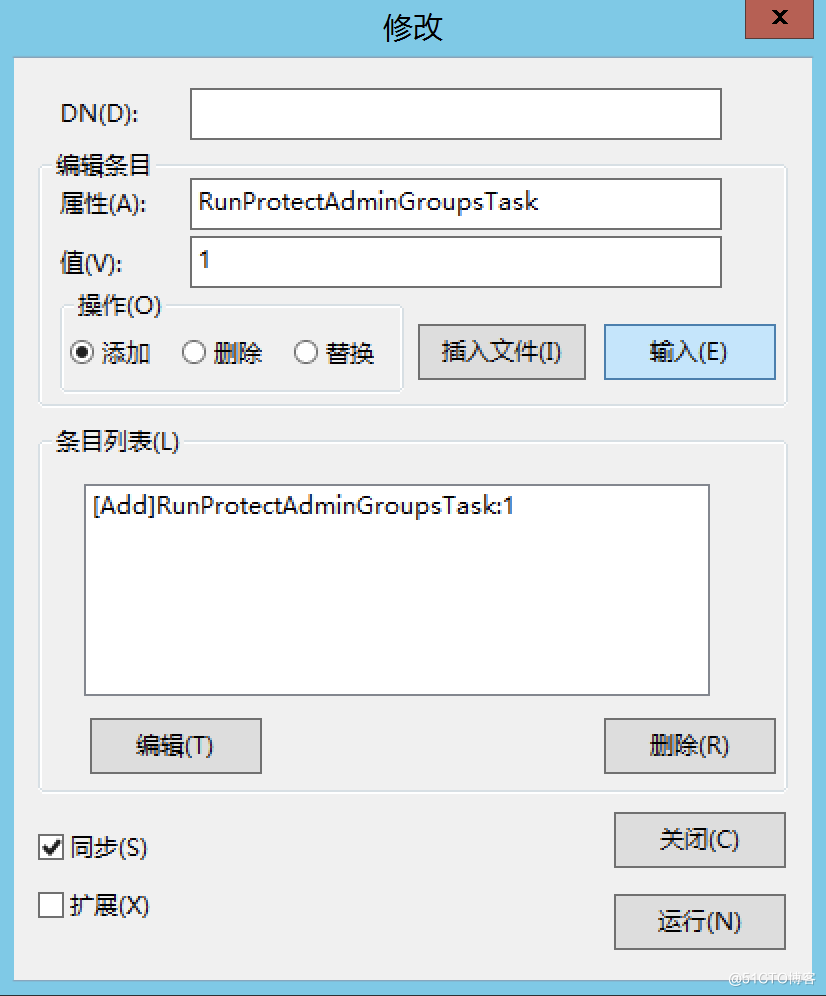 修改
x
DN(D):
编辑条目
属性(A):
RunProtectAdminGroupsTask
值(V):
1
操作(O)
添加
删除
替换
插入文件(I)
输入(E)
条目列表(L)
[Add]RunProtectAdminGroupsTask:1
编辑(T)
删除(R)
同步(S)
关闭(C)
扩展(X)
运行(N)
@51CTO博客